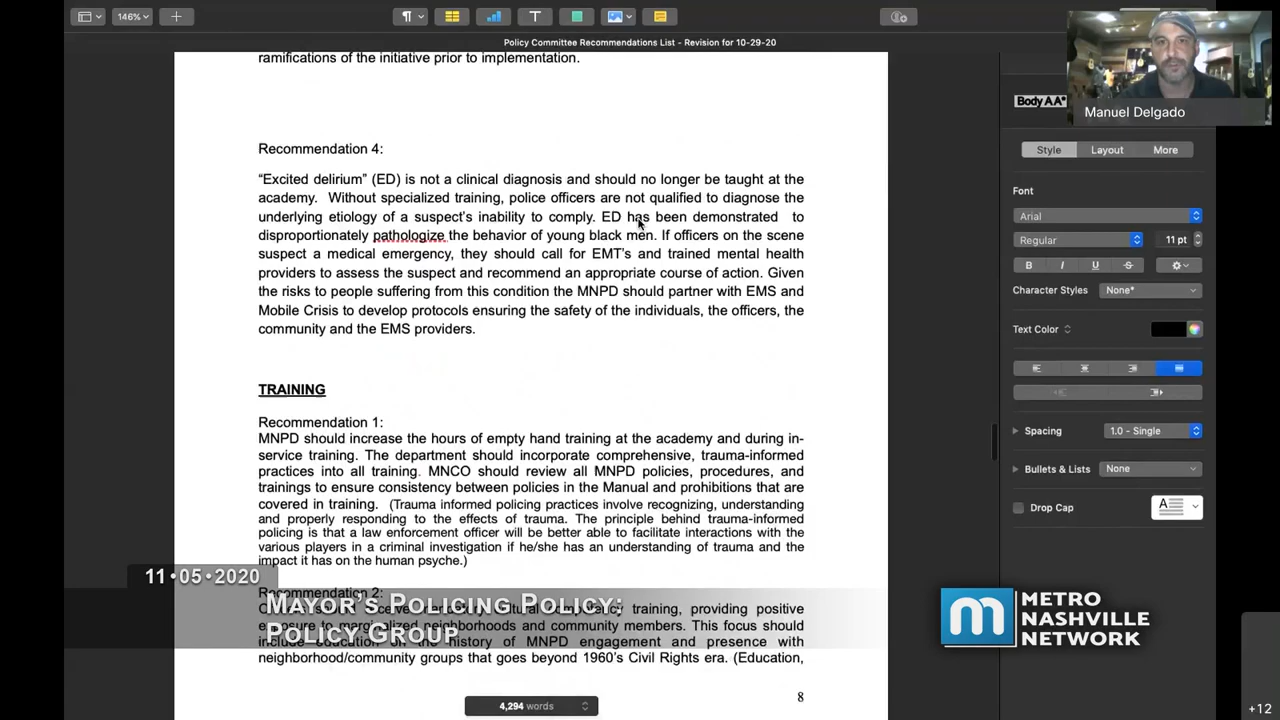 146%
Policy Committee Recommendations List - Revision for 10-29-20
Manuel Delgado
ramifications of the initiative prior to implementation.
Recommendation 4:
“Excited delirium” (ED) is not a clinical diagnosis and should no longer be taught at the
academy. Without specialized training, police officers are not qualified to diagnose the
underlying etiology of a suspect’s inability to comply. ED has been demonstrated to
disproportionately pathologize the behavior of young black men. If officers on the scene
suspect a medical emergency, they should call for EMT’s and trained mental health
providers to assess the suspect and recommend an appropriate course of action. Given
the risks to people suffering from this condition the MNPD should partner with EMS and
Mobile Crisis to develop protocols ensuring the safety of the individuals, the officers, the
community and the EMS providers.
TRAINING
Recommendation 1:
MNPD should increase the hours of empty hand training at the academy and during in-
service training. The department should incorporate comprehensive, trauma-informed
practices into all training. MNCO should review all MNPD policies, procedures, and
trainings to ensure consistency between policies in the Manual and prohibitions that are
covered in training. (Trauma informed policing practices involve recognizing, understanding
and properly responding to the effects of trauma. The principle behind trauma-informed
policing is that a law enforcement officer will be better able to facilitate interactions with the
various players in a criminal investigation if he/she has an understanding of trauma and the
impact it has on the human psyche.)
Recommendation 2:
training, providing positive
neighborhoods and community members. This focus should
history of MNPD engagement and presence with
neighborhood/community groups that goes beyond 1960’s Civil Rights era. (Education,
8
4,294 words
11•05•2020
MAYOR’S POLICING POLICY:
POLICY GROUP
M
METRO
NASHVILLE
NETWORK
Body AA*
Style Layout More
Font
Arial
Regular 11 pt
B I U S
Character Styles None*
Text Color
Spacing 1.0 - Single
Bullets & Lists None
Drop Cap A
+12